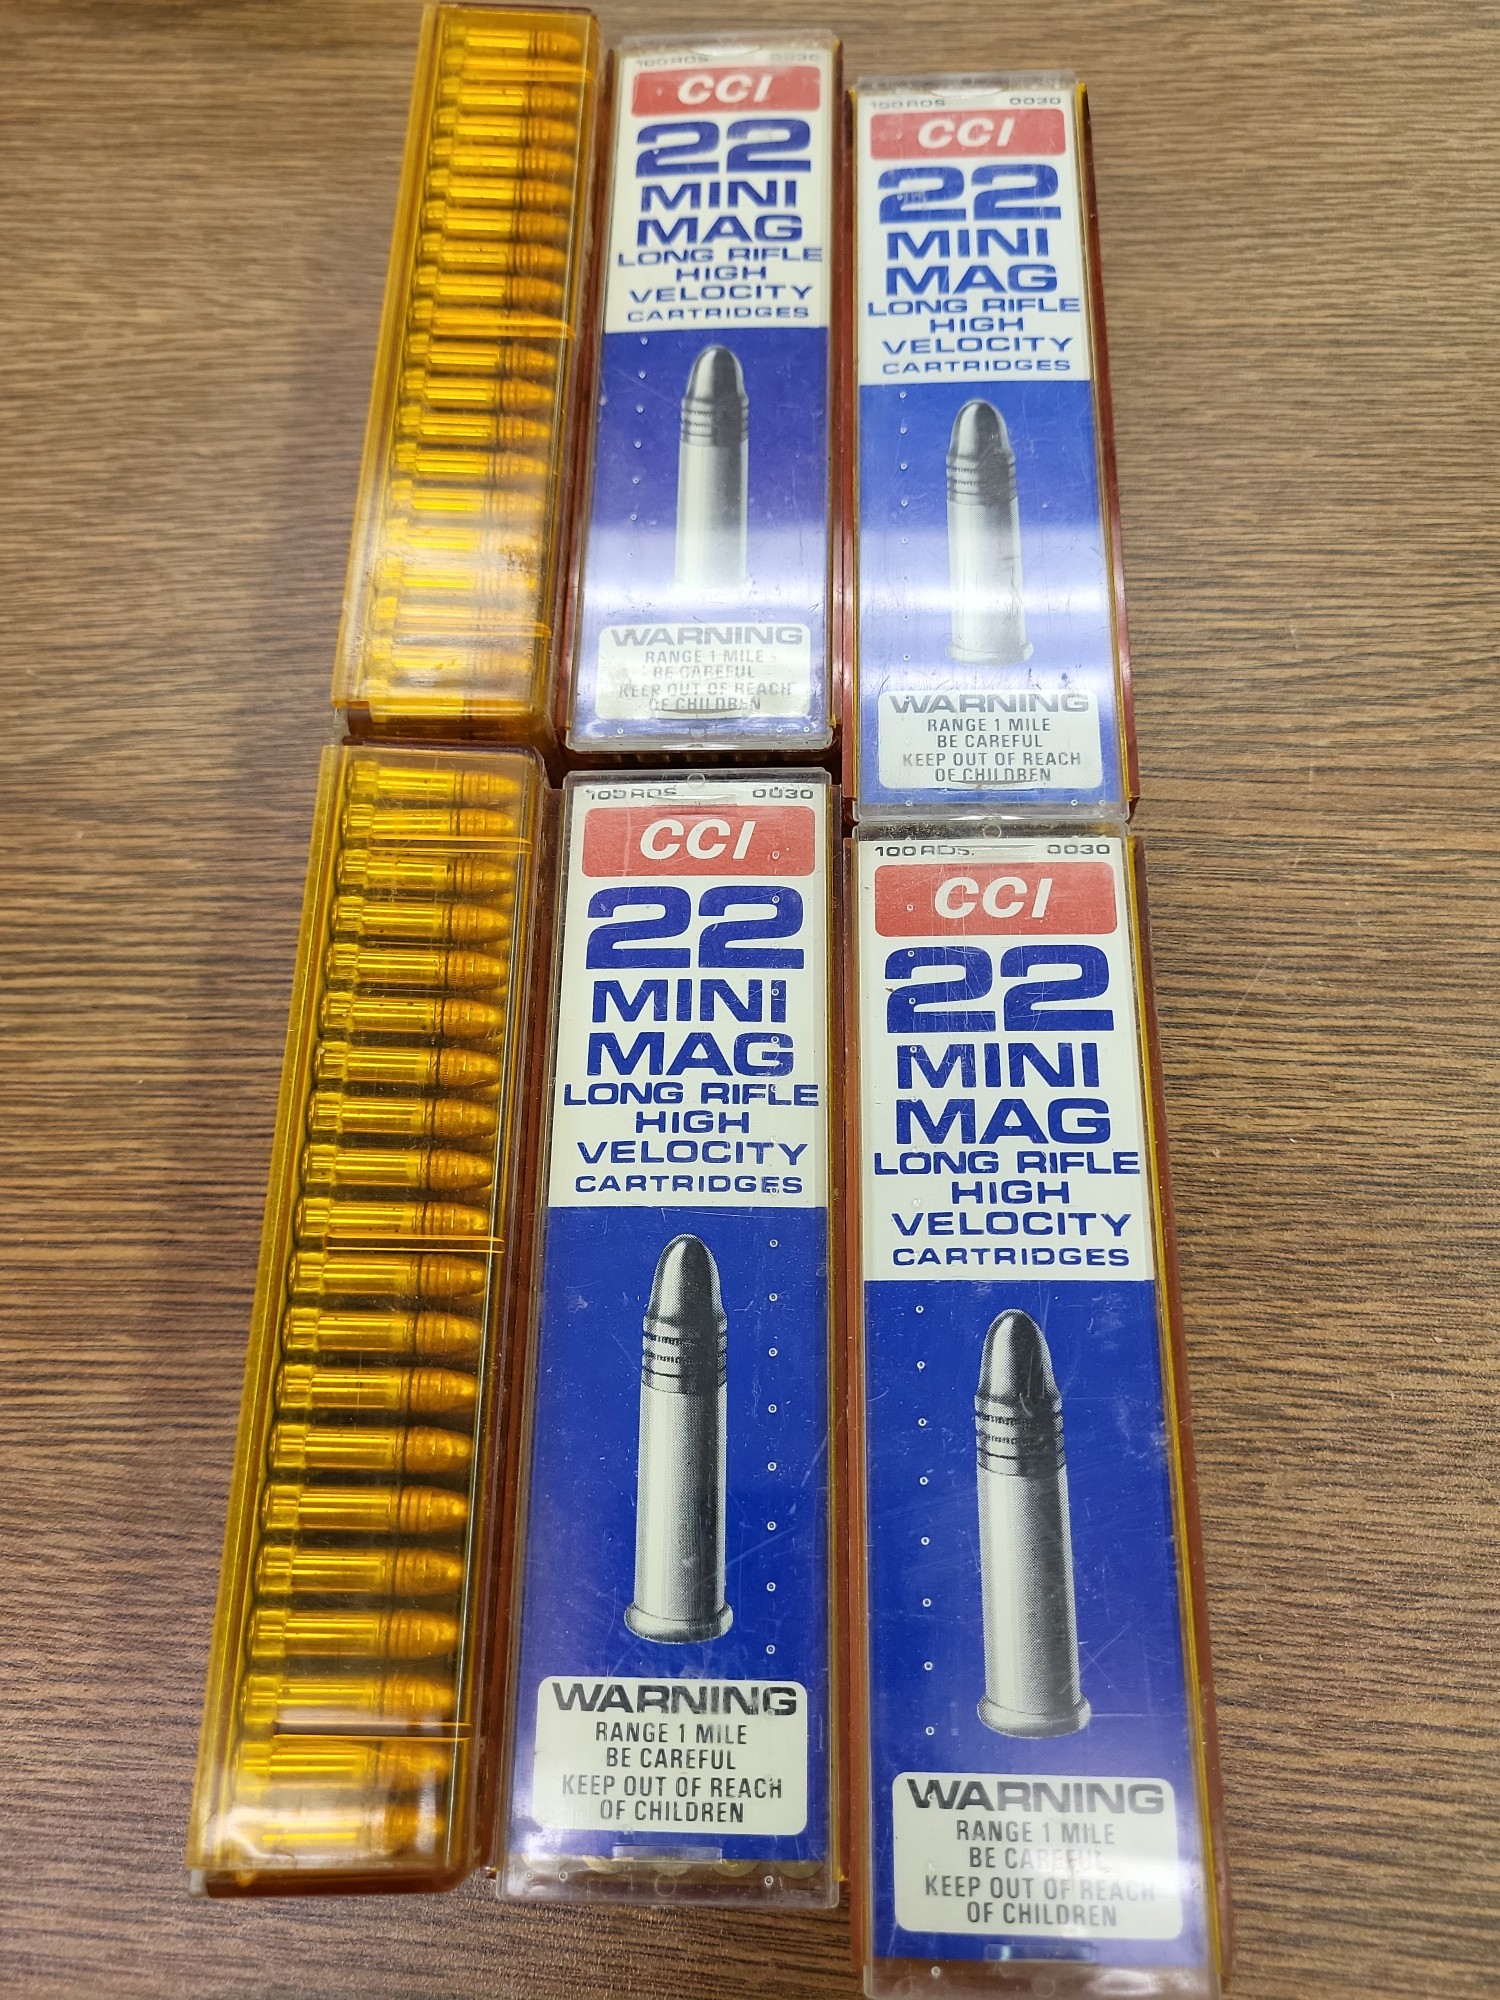 100 RDS 0030
CCI
22
MINI
MAG
LONG RIFLE
HIGH
VELOCITY
CARTRIDGES
WARNING
RANGE 1 MILE
BE CAREFUL
KEEP OUT OF REACH
OF CHILDREN
100 RDS 0030
CCI
22
MINI
MAG
LONG RIFLE
HIGH
VELOCITY
CARTRIDGES
WARNING
RANGE 1 MILE
BE CAREFUL
KEEP OUT OF REACH
OF CHILDREN
100 RDS 0030
CCI
22
MINI
MAG
LONG RIFLE
HIGH
VELOCITY
CARTRIDGES
WARNING
RANGE 1 MILE
BE CAREFUL
KEEP OUT OF REACH
OF CHILDREN
100 RDS. 0030
CCI
22
MINI
MAG
LONG RIFLE
HIGH
VELOCITY
CARTRIDGES
WARNING
RANGE 1 MILE
BE CAREFUL
KEEP OUT OF REACH
OF CHILDREN